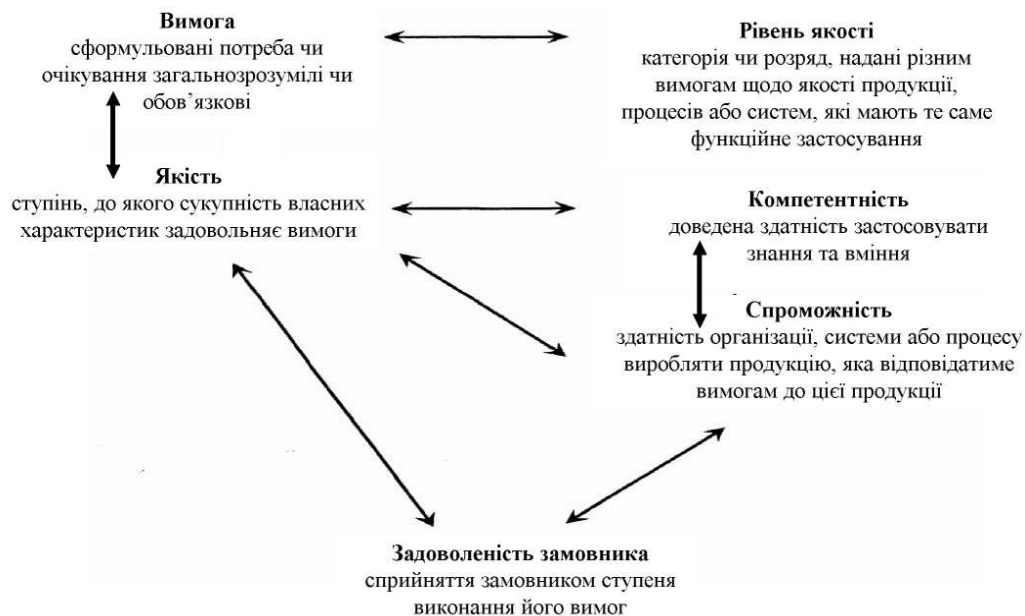 Вимога
сформульовані потреба чи
очікування загальнозрозумілі чи
обов’язкові
Рівень якості
категорія чи розряд, надані різним
вимогам щодо якості продукції,
процесів або систем, які мають те саме
функційне застосування
Якість
ступінь, до якого сукупність власних
характеристик задовольняє вимоги
Компетентність
доведена здатність застосовувати
знання та вміння
Спроможність
здатність організації, системи або процесу
виробляти продукцію, яка відповідатиме
вимогам до цієї продукції
Задоволеність замовника
сприйняття замовником ступеня
виконання його вимог